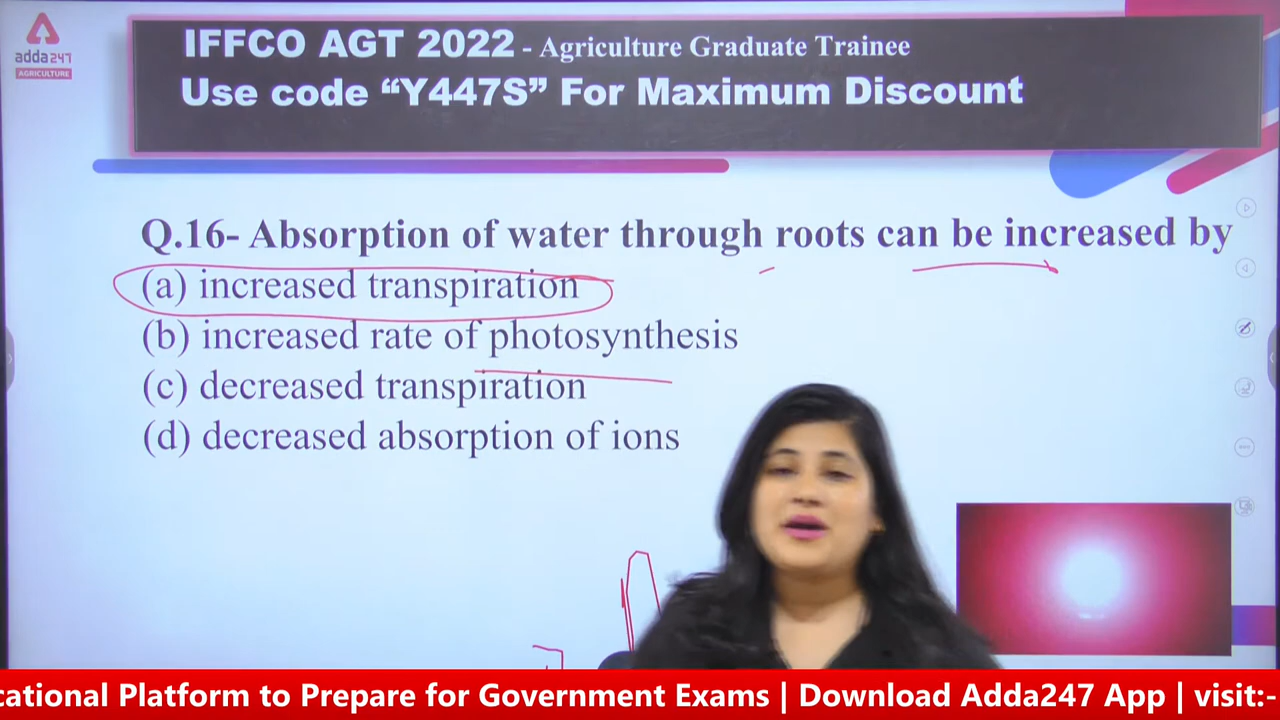 adda247
AGRICULTURE
IFFCO AGT 2022 - Agriculture Graduate Trainee
Use code “Y447S” For Maximum Discount
Q.16- Absorption of water through roots can be increased by
(a) increased transpiration
(b) increased rate of photosynthesis
(c) decreased transpiration
(d) decreased absorption of ions
cational Platform to Prepare for Government Exams | Download Adda247 App | visit:-